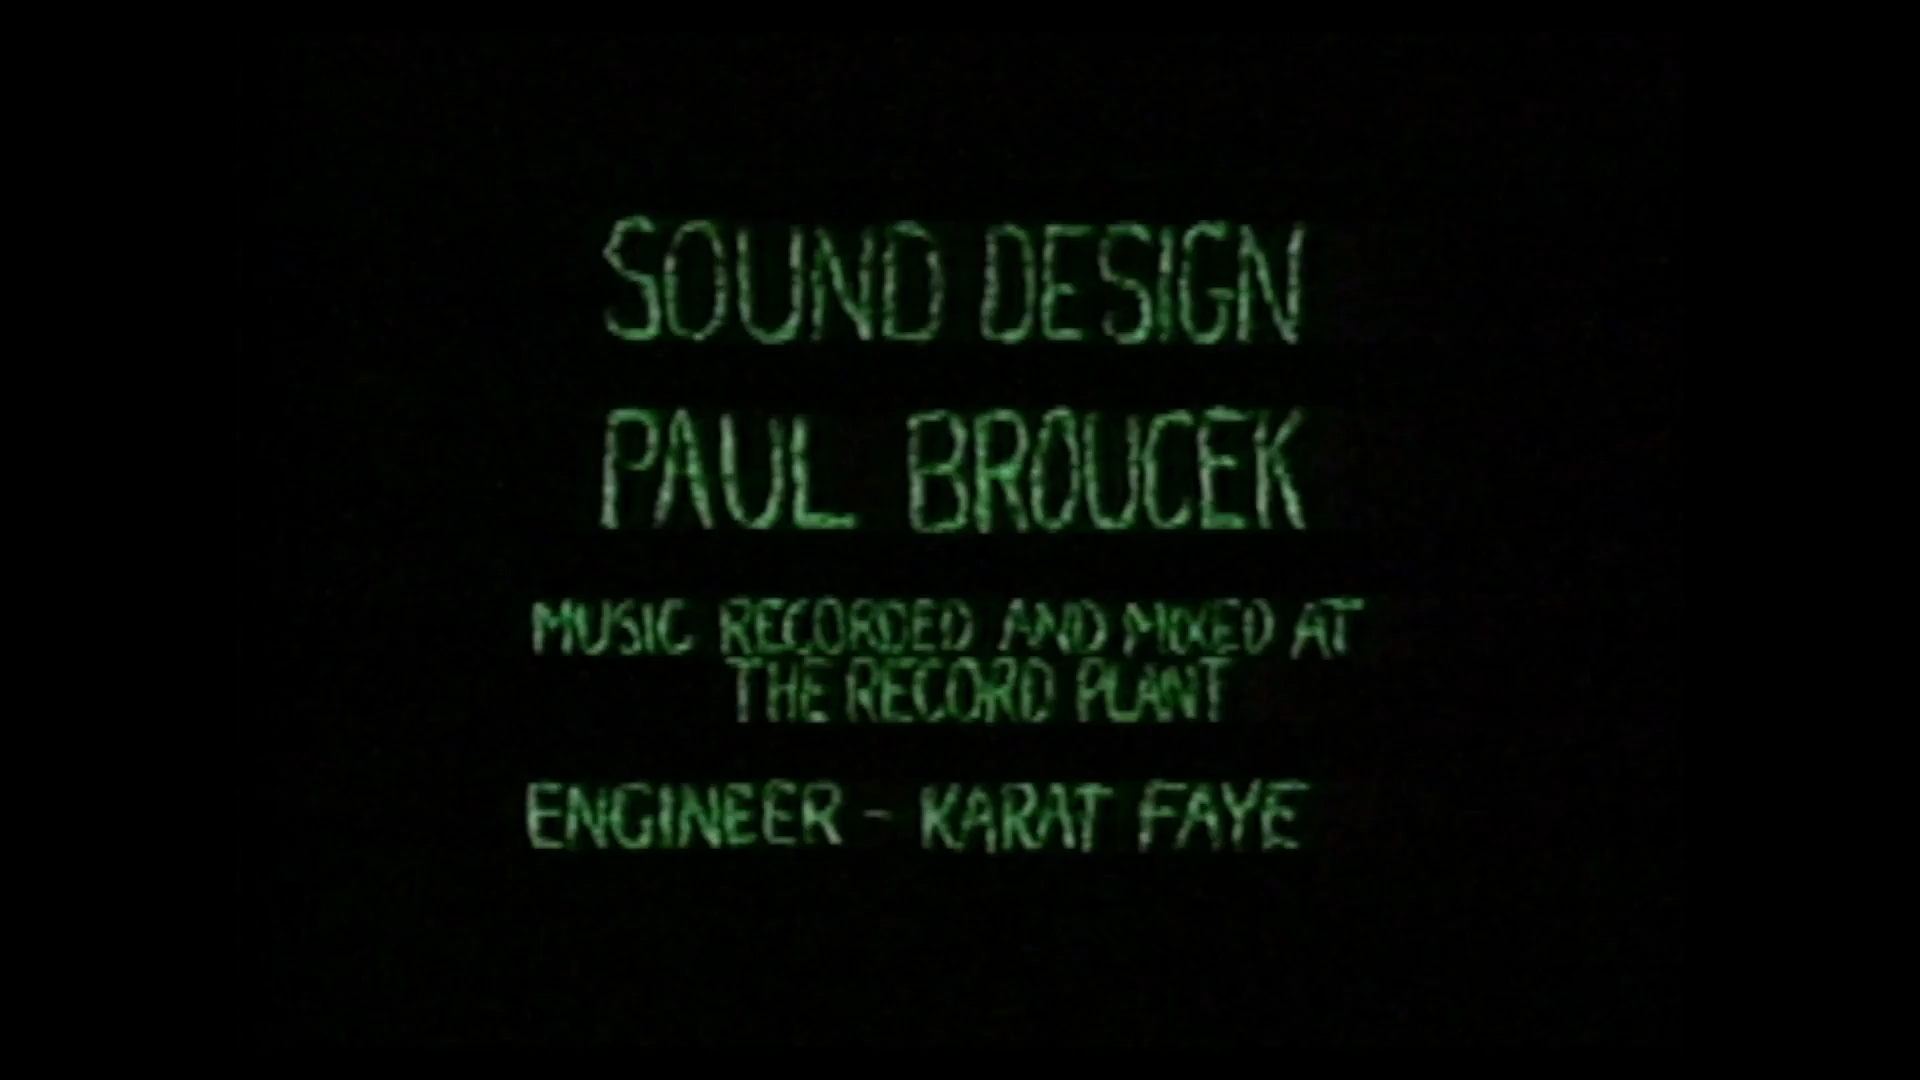 SOUND DESIGN
PAUL BROUCEK
MUSIC RECORDED AND MIXED AT
THE RECORD PLANT
ENGINEER - KARAT FAYE